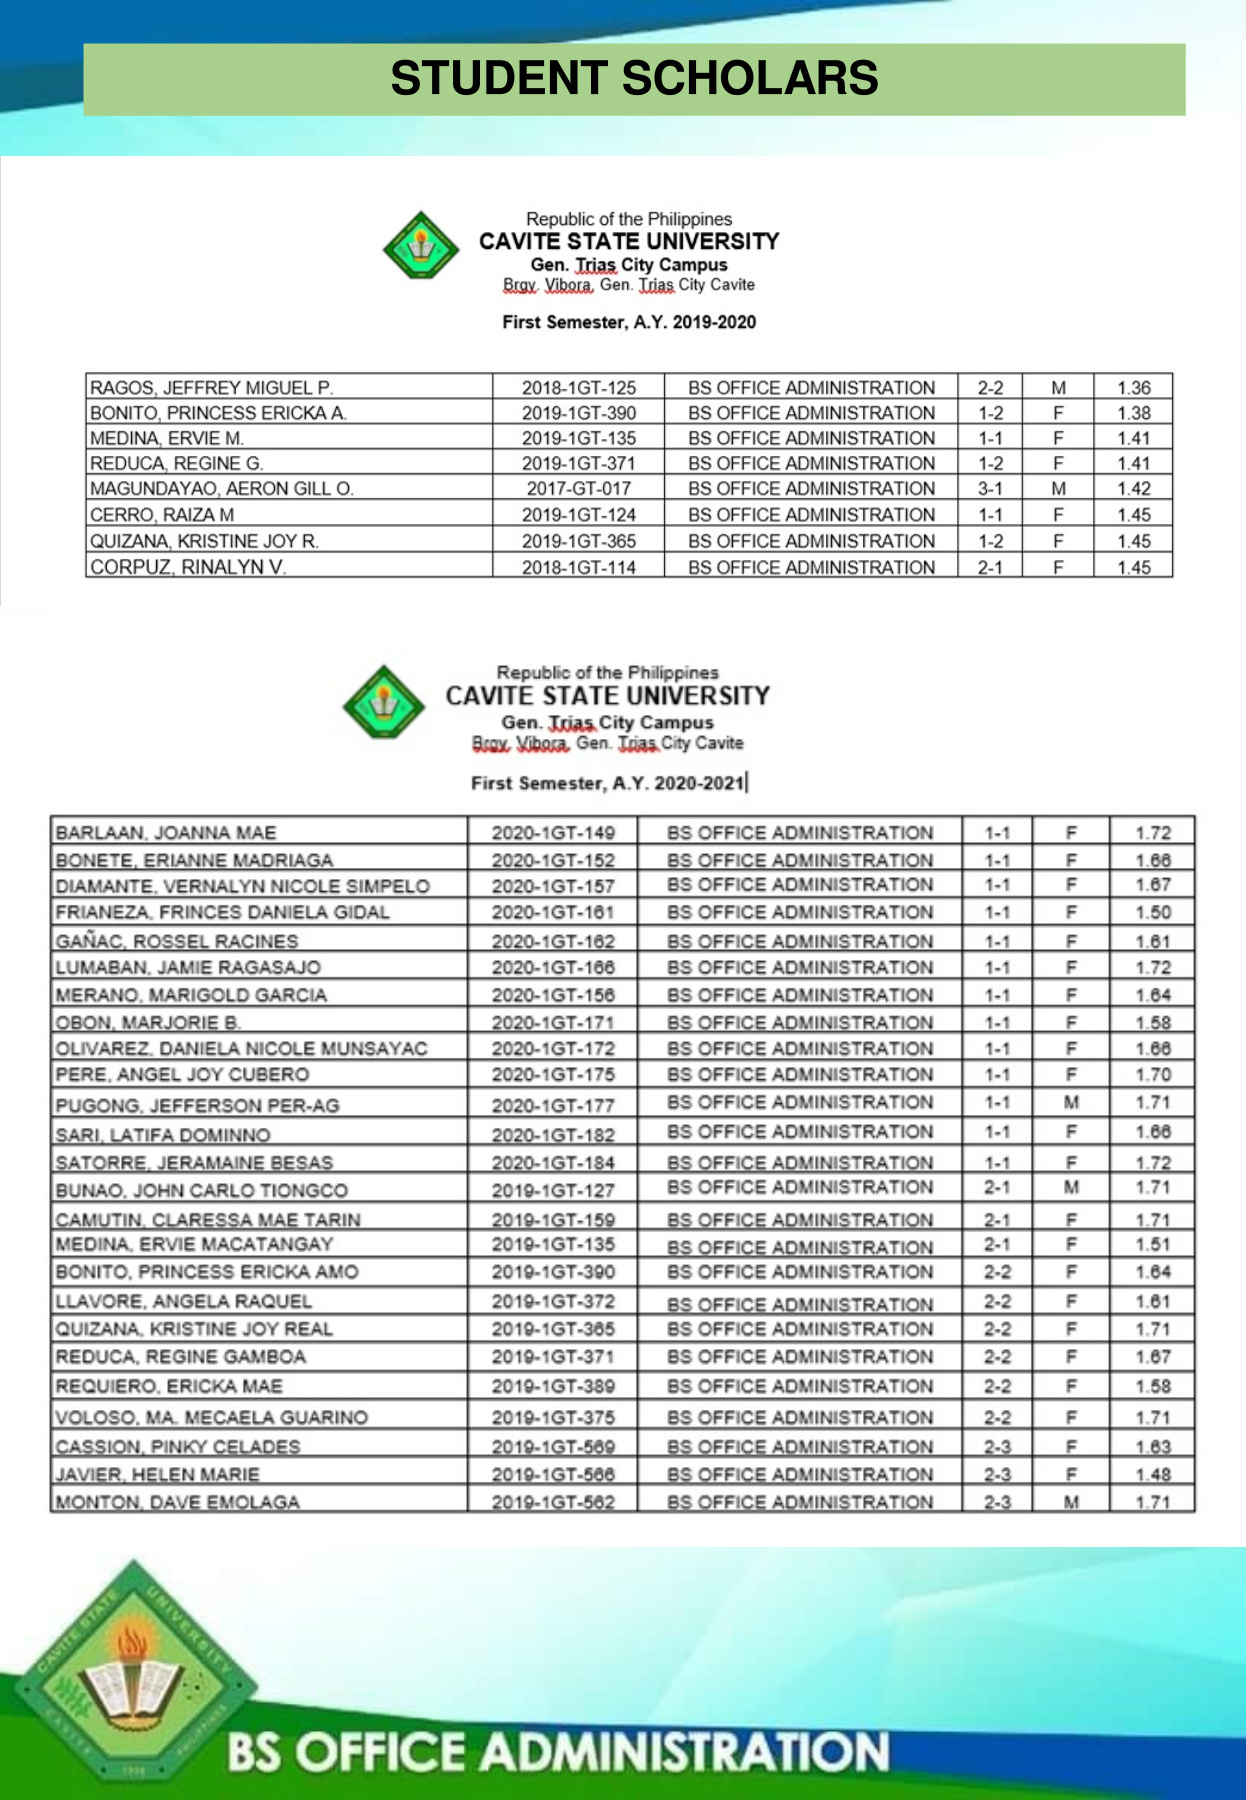 STUDENT SCHOLARS
Republic of the Philippines
CAVITE STATE UNIVERSITY
Gen. Trias City Campus
Brgy. Vibora, Gen. Trias City Cavite
First Semester, A.Y. 2019-2020
RAGOS, JEFFREY MIGUEL P. 2018-1GT-125 BS OFFICE ADMINISTRATION 2-2 M 1.36
BONITO, PRINCESS ERICKA A. 2019-1GT-390 BS OFFICE ADMINISTRATION 1-2 F 1.38
MEDINA, ERVIE M. 2019-1GT-135 BS OFFICE ADMINISTRATION 1-1 F 1.41
REDUCA, REGINE G. 2019-1GT-371 BS OFFICE ADMINISTRATION 1-2 F 1.41
MAGUNDAYAO, AERON GILL O. 2017-GT-017 BS OFFICE ADMINISTRATION 3-1 M 1.42
CERRO, RAIZA M 2019-1GT-124 BS OFFICE ADMINISTRATION 1-1 F 1.45
QUIZANA, KRISTINE JOY R. 2019-1GT-365 BS OFFICE ADMINISTRATION 1-2 F 1.45
CORPUZ, RINALYN V. 2018-1GT-114 BS OFFICE ADMINISTRATION 2-1 F 1.45
Republic of the Philippines
CAVITE STATE UNIVERSITY
Gen. Trias City Campus
Brgy. Vibora, Gen. Trias City Cavite
First Semester, A.Y. 2020-2021
BARLAAN, JOANNA MAE 2020-1GT-149 BS OFFICE ADMINISTRATION 1-1 F 1.72
BONETE, ERIANNE MADRIAGA 2020-1GT-152 BS OFFICE ADMINISTRATION 1-1 F 1.66
DIAMANTE, VERNALYN NICOLE SIMPELO 2020-1GT-157 BS OFFICE ADMINISTRATION 1-1 F 1.67
FRIANEZA, FRINCES DANIELA GIDAL 2020-1GT-161 BS OFFICE ADMINISTRATION 1-1 F 1.50
GAÑAC, ROSSEL RACINES 2020-1GT-162 BS OFFICE ADMINISTRATION 1-1 F 1.61
LUMABAN, JAMIE RAGASAJO 2020-1GT-166 BS OFFICE ADMINISTRATION 1-1 F 1.72
MERANO, MARIGOLD GARCIA 2020-1GT-156 BS OFFICE ADMINISTRATION 1-1 F 1.64
OBON, MARJORIE B. 2020-1GT-171 BS OFFICE ADMINISTRATION 1-1 F 1.58
OLIVAREZ, DANIELA NICOLE MUNSAYAC 2020-1GT-172 BS OFFICE ADMINISTRATION 1-1 F 1.66
PERE, ANGEL JOY CUBERO 2020-1GT-175 BS OFFICE ADMINISTRATION 1-1 F 1.70
PUGONG, JEFFERSON PER-AG 2020-1GT-177 BS OFFICE ADMINISTRATION 1-1 M 1.71
SARI, LATIFA DOMINNO 2020-1GT-182 BS OFFICE ADMINISTRATION 1-1 F 1.66
SATORRE, JERAMAINE BESAS 2020-1GT-184 BS OFFICE ADMINISTRATION 1-1 F 1.72
BUNAO, JOHN CARLO TIONGCO 2019-1GT-127 BS OFFICE ADMINISTRATION 2-1 M 1.71
CAMUTIN, CLARESSA MAE TARIN 2019-1GT-159 BS OFFICE ADMINISTRATION 2-1 F 1.71
MEDINA, ERVIE MACATANGAY 2019-1GT-135 BS OFFICE ADMINISTRATION 2-1 F 1.51
BONITO, PRINCESS ERICKA AMO 2019-1GT-390 BS OFFICE ADMINISTRATION 2-2 F 1.64
LLAVORE, ANGELA RAQUEL 2019-1GT-372 BS OFFICE ADMINISTRATION 2-2 F 1.61
QUIZANA, KRISTINE JOY REAL 2019-1GT-365 BS OFFICE ADMINISTRATION 2-2 F 1.71
REDUCA, REGINE GAMBOA 2019-1GT-371 BS OFFICE ADMINISTRATION 2-2 F 1.67
REQUIERO, ERICKA MAE 2019-1GT-389 BS OFFICE ADMINISTRATION 2-2 F 1.58
VOLOSO, MA. MECAELA GUARINO 2019-1GT-375 BS OFFICE ADMINISTRATION 2-2 F 1.71
CASSION, PINKY CELADES 2019-1GT-569 BS OFFICE ADMINISTRATION 2-3 F 1.63
JAVIER, HELEN MARIE 2019-1GT-566 BS OFFICE ADMINISTRATION 2-3 F 1.48
MONTON, DAVE EMOLAGA 2019-1GT-562 BS OFFICE ADMINISTRATION 2-3 M 1.71
CAVITE STATE UNIVERSITY
CAVITE PHILIPPINES
BS OFFICE ADMINISTRATION